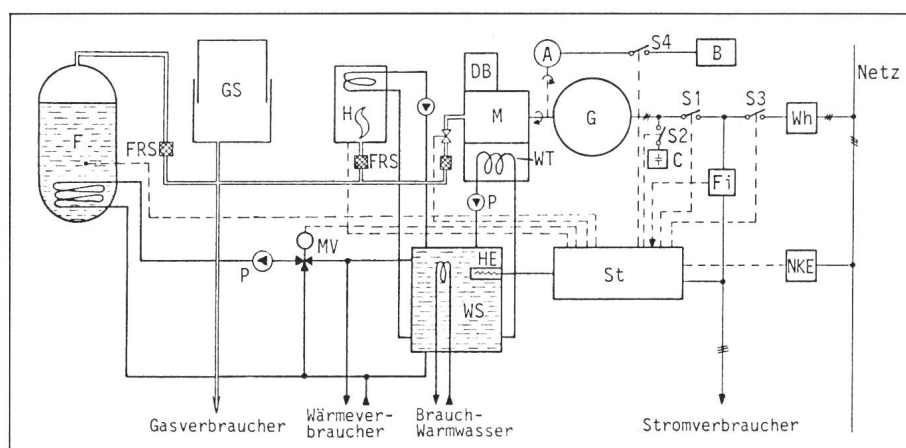 GS
A
S4
B
DB
Netz
H
M
G
S1
S3
Wh
F
FRS
FRS
WT
S2
C
Fi
P
MV
P
HE
St
NKE
WS
Gasverbraucher
Wärmever-
braucher
Brauch-
Warmwasser
Stromverbraucher